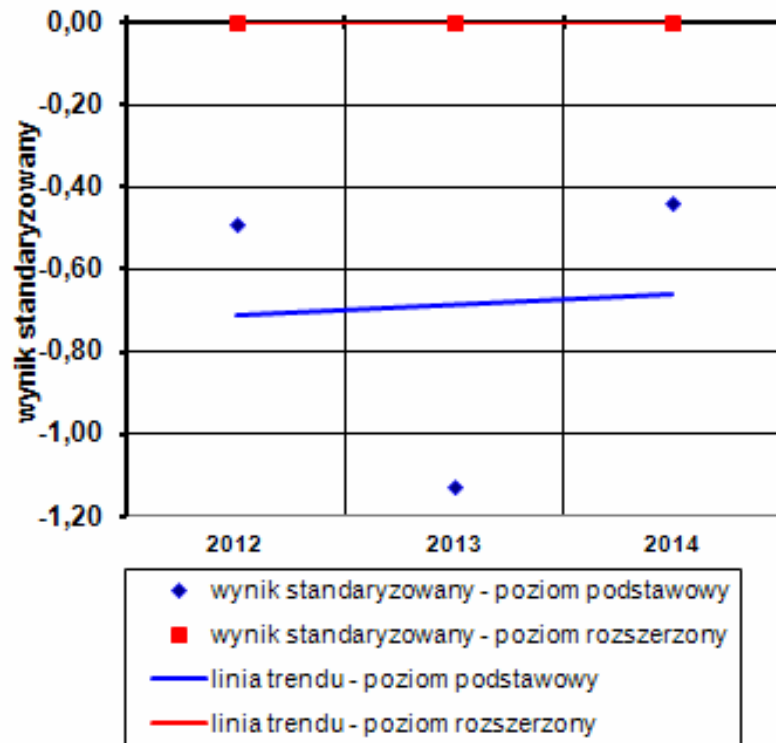 0,00
-0,20
-0,40
-0,60
-0,80
-1,00
-1,20
wynik standaryzowany
2012 2013 2014
wynik standaryzowany - poziom podstawowy
wynik standaryzowany - poziom rozszerzony
linia trendu - poziom podstawowy
linia trendu - poziom rozszerzony